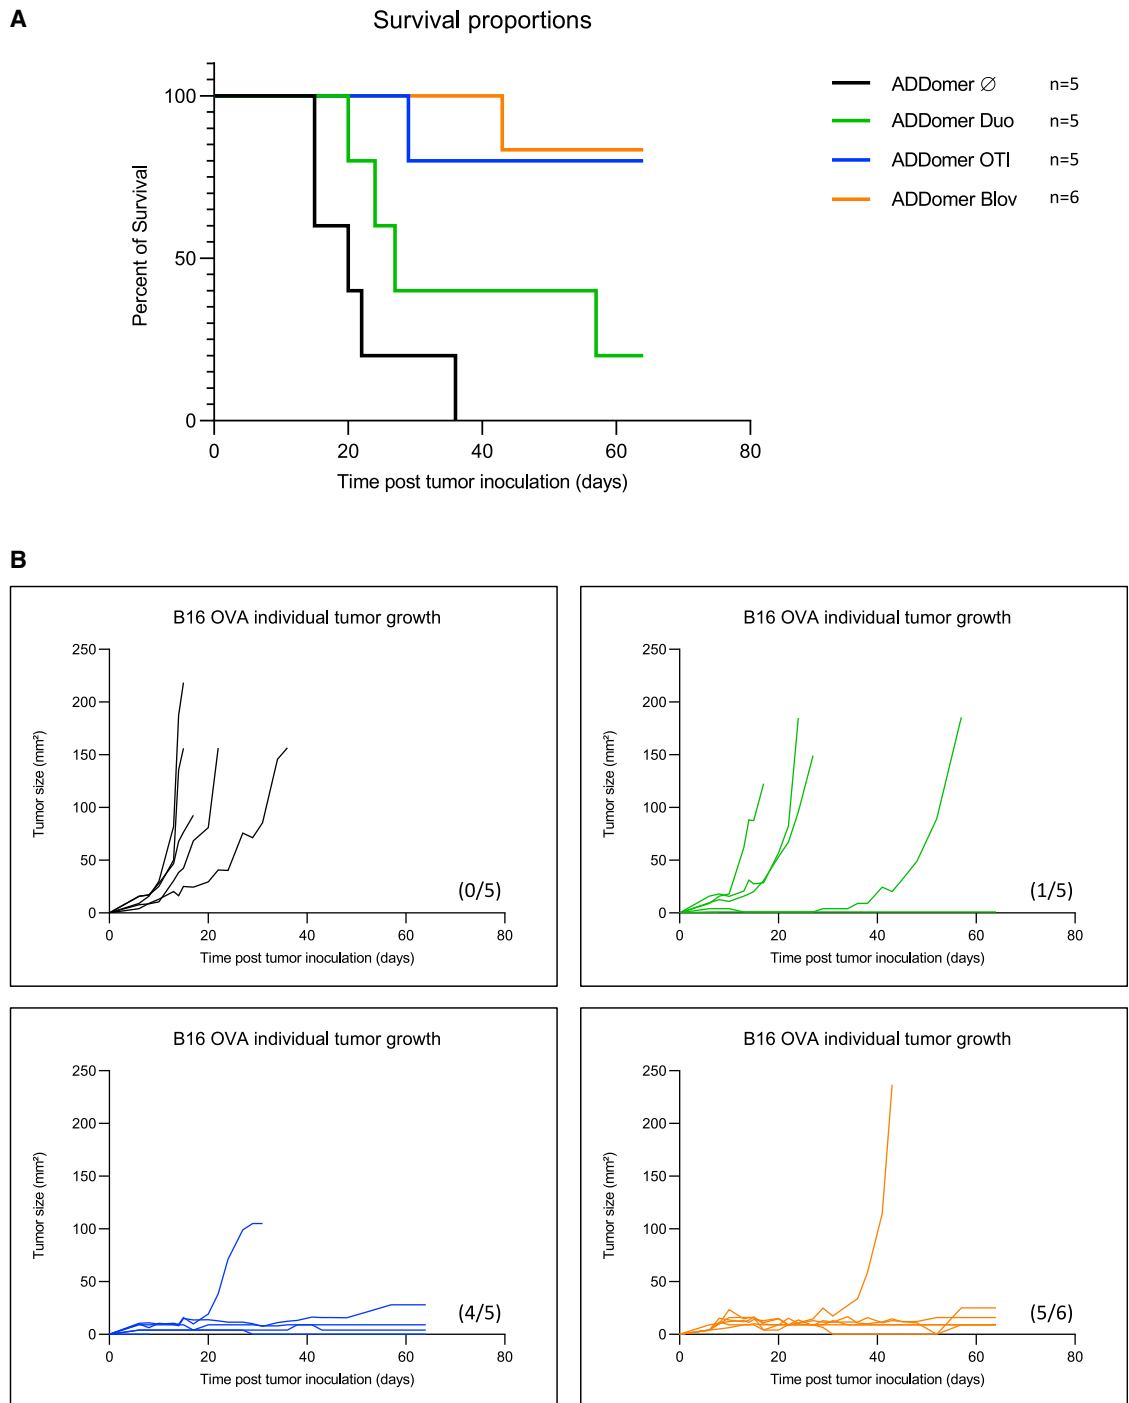 A
Survival proportions
100
50
0
0 20 40 60 80
Percent of Survival
Time post tumor inoculation (days)
ADDomer ∅ n=5
ADDomer Duo n=5
ADDomer OTI n=5
ADDomer Blov n=6
B
B16 OVA individual tumor growth
250
200
150
100
50
0
0 20 40 60 80
Tumor size (mm²)
Time post tumor inoculation (days)
(0/5)
B16 OVA individual tumor growth
250
200
150
100
50
0
0 20 40 60 80
Tumor size (mm²)
Time post tumor inoculation (days)
(1/5)
B16 OVA individual tumor growth
250
200
150
100
50
0
0 20 40 60 80
Tumor size (mm²)
Time post tumor inoculation (days)
(4/5)
B16 OVA individual tumor growth
250
200
150
100
50
0
0 20 40 60 80
Tumor size (mm²)
Time post tumor inoculation (days)
(5/6)